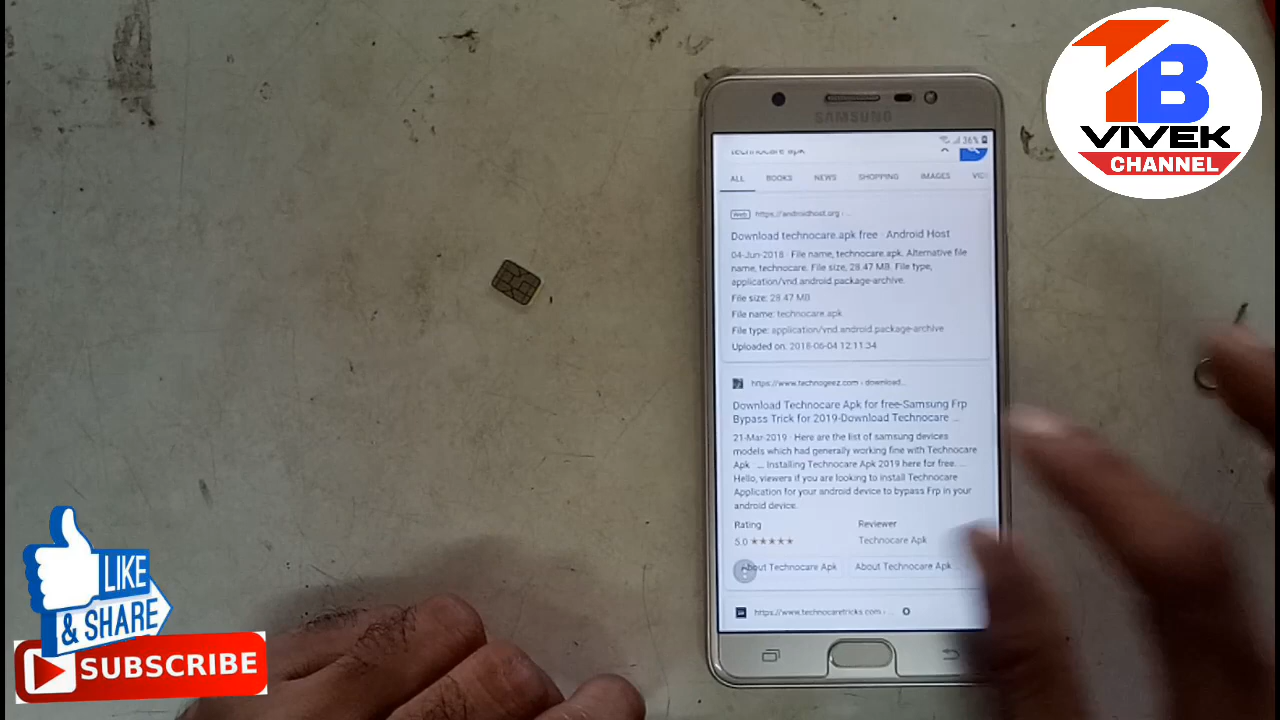 SAMSUNG
36%
technocare apk
ALL BOOKS NEWS SHOPPING IMAGES
Web https://androidhost.org › ...
Download technocare.apk free - Android Host
04-Jun-2018 · File name, technocare.apk. Alternative file
name, technocare. File size, 28.47 MB. File type,
application/vnd.android.package-archive.
File size: 28.47 MB
File name: technocare.apk
File type: application/vnd.android.package-archive
Uploaded on: 2018-06-04 12:11:34
https://www.technogeez.com › download...
Download Technocare Apk for free-Samsung Frp
Bypass Trick for 2019-Download Technocare ...
21-Mar-2019 · Here are the list of samsung devices
models which had generally working fine with Technocare
Apk · ... Installing Technocare Apk 2019 here for free. ...
Hello, viewers if you are looking to install Technocare
Application for your android device to bypass Frp in your
android device.
Rating Reviewer
5.0 ★★★★★ Technocare Apk
About Technocare Apk About Technocare Apk...
https://www.technocaretricks.com › ...
TB
VIVEK
CHANNEL
LIKE
& SHARE
SUBSCRIBE